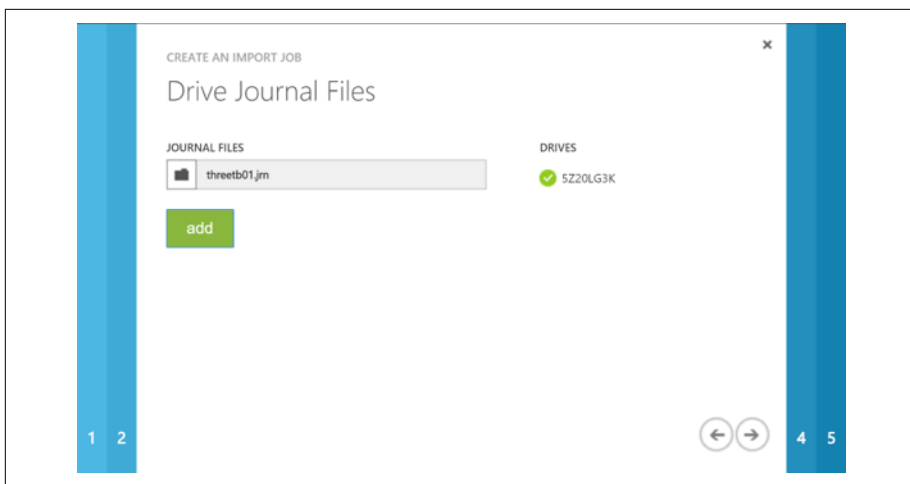 CREATE AN IMPORT JOB
Drive Journal Files
JOURNAL FILES
DRIVES
threetb01.jrn
5Z20LG3K
add
1 2
4 5